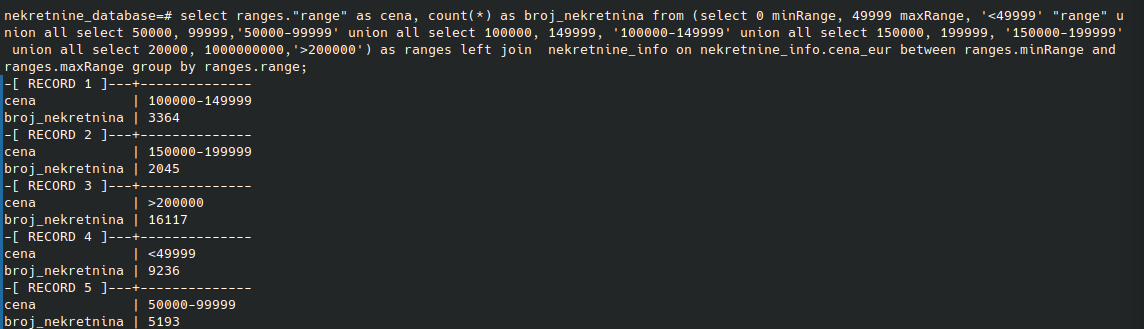 nekretnine_database=# select ranges."range" as cena, count(*) as broj_nekretnina from (select 0 minRange, 49999 maxRange, '<49999' "range" u
nion all select 50000, 99999,'50000-99999' union all select 100000, 149999, '100000-149999' union all select 150000, 199999, '150000-199999'
 union all select 20000, 1000000000,'>200000') as ranges left join  nekretnine_info on nekretnine_info.cena_eur between ranges.minRange and
ranges.maxRange group by ranges.range;
-[ RECORD 1 ]---+--------------
cena            | 100000-149999
broj_nekretnina | 3364
-[ RECORD 2 ]---+--------------
cena            | 150000-199999
broj_nekretnina | 2045
-[ RECORD 3 ]---+--------------
cena            | >200000
broj_nekretnina | 16117
-[ RECORD 4 ]---+--------------
cena            | <49999
broj_nekretnina | 9236
-[ RECORD 5 ]---+--------------
cena            | 50000-99999
broj_nekretnina | 5193